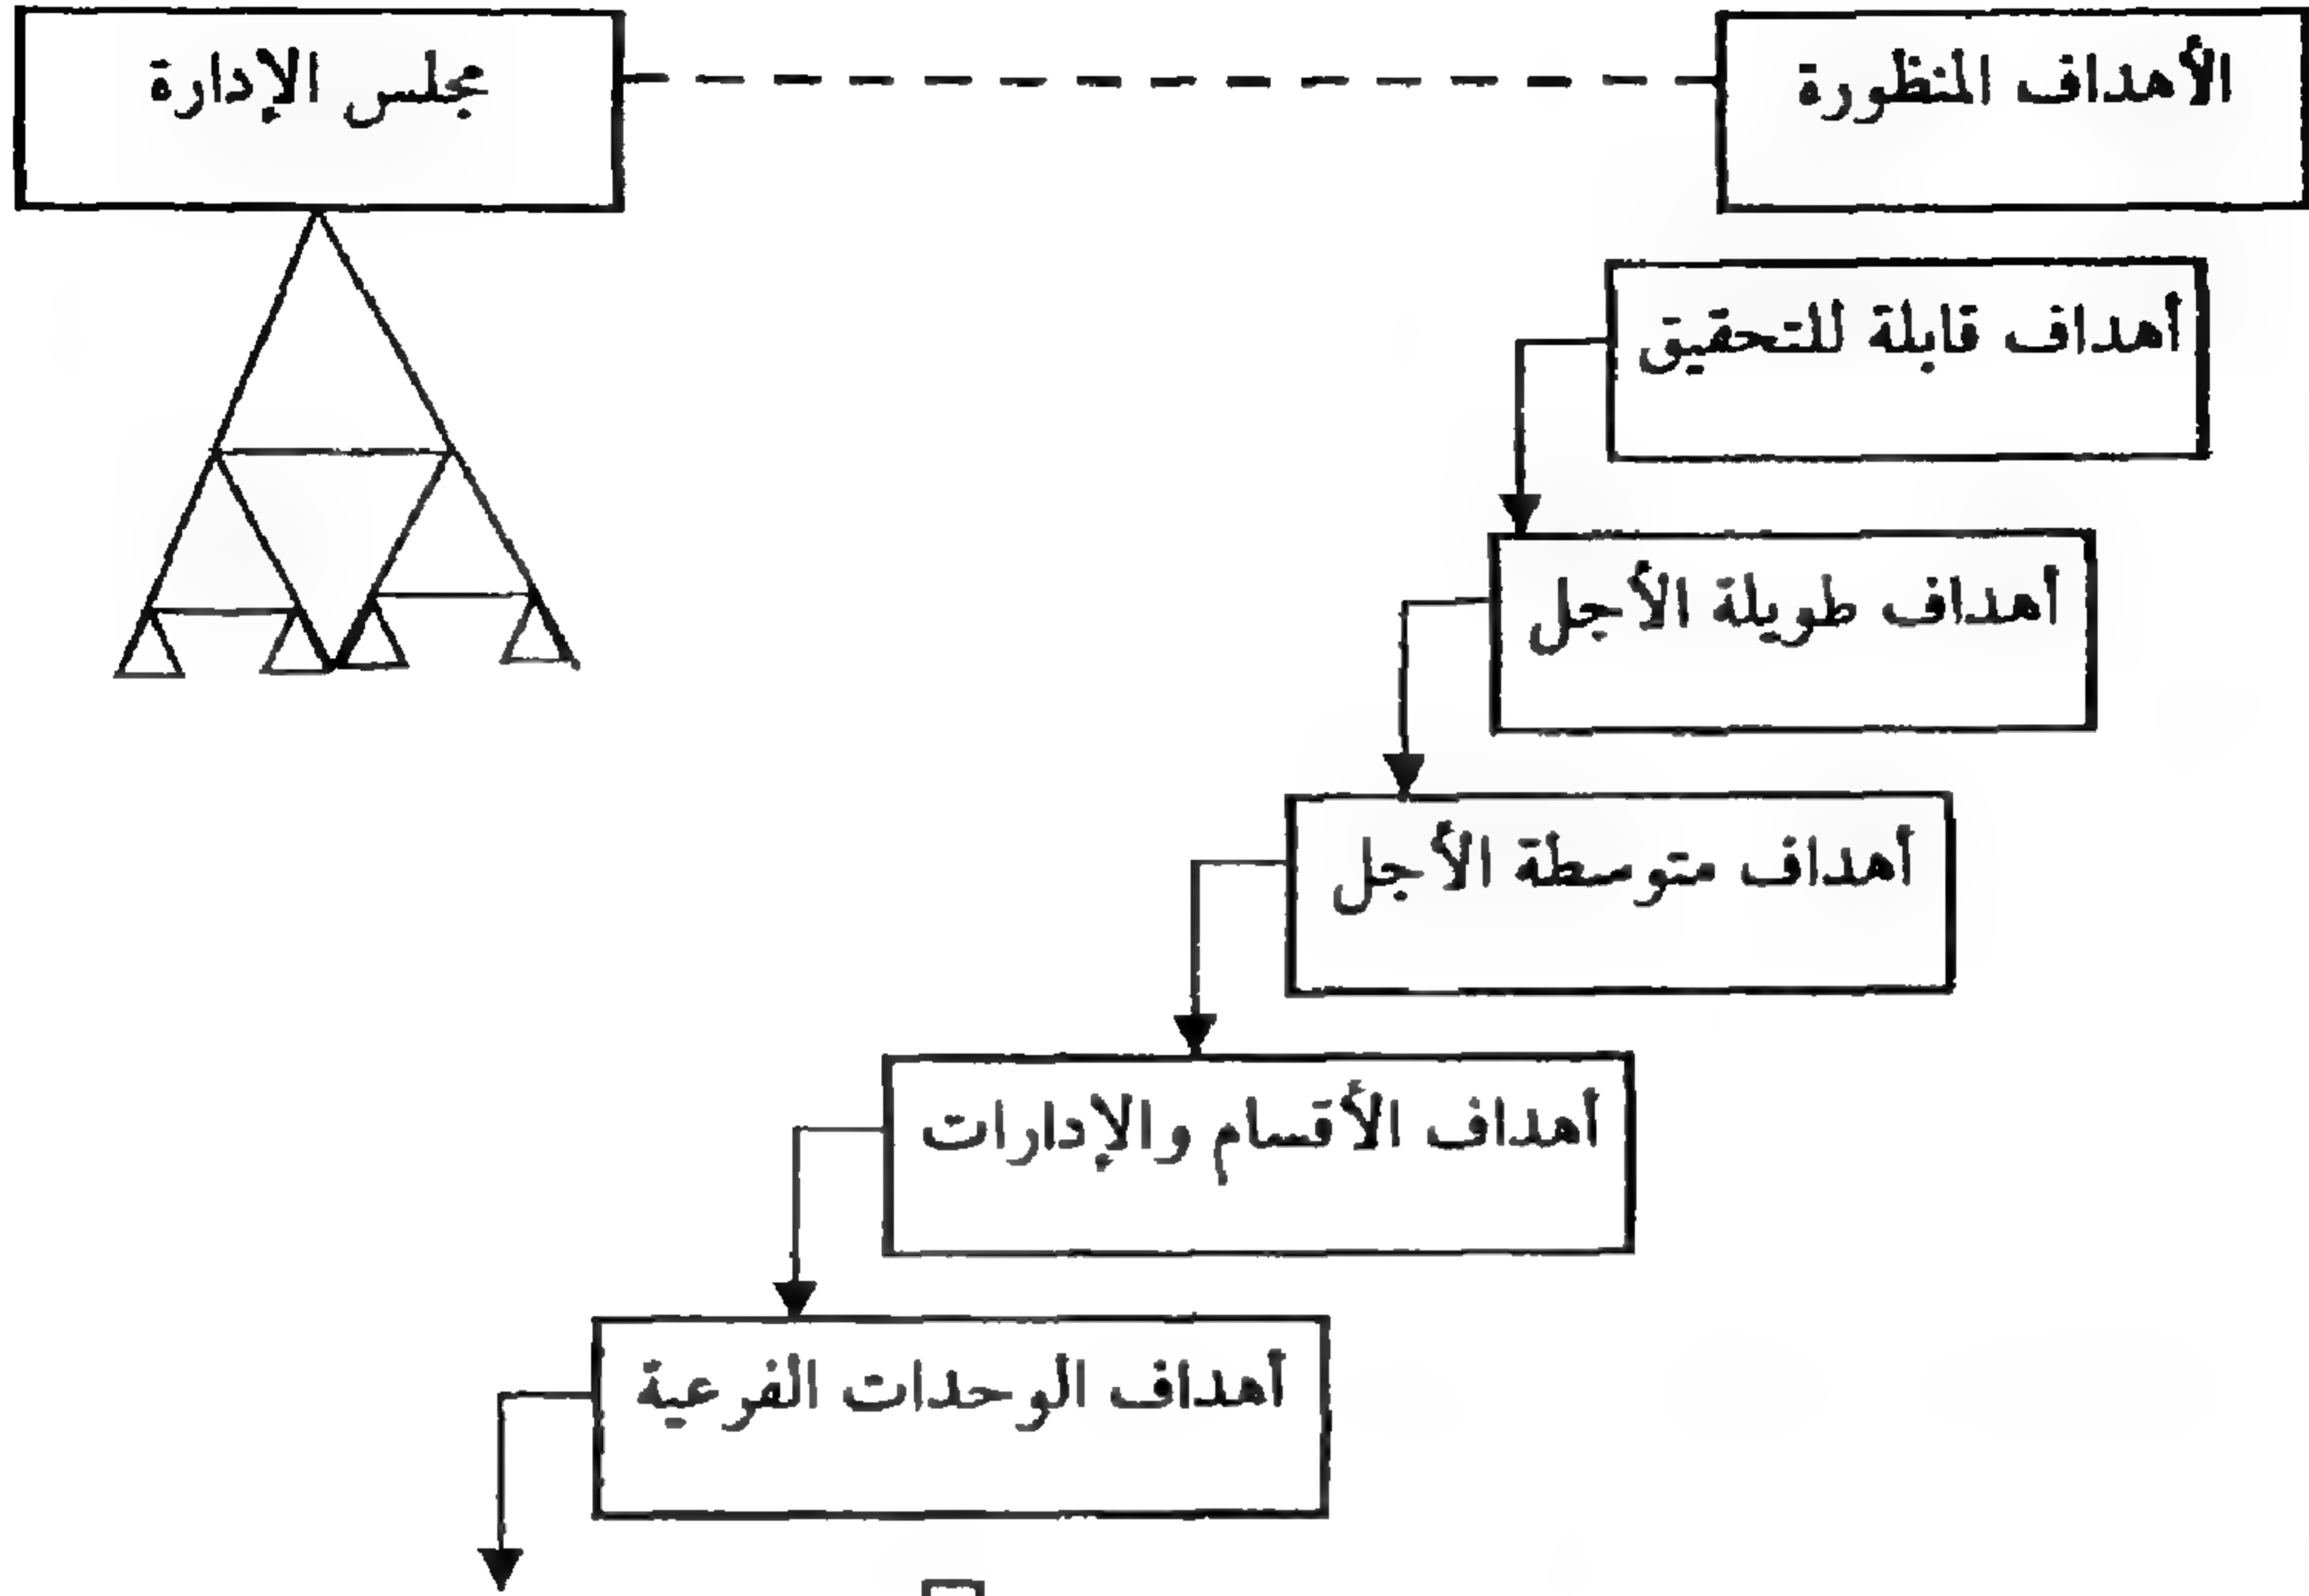 الأهداف المنظورة
مجلس الإدارة
أهداف قابلة للتحقيق
أهداف طويلة الأجل
أهداف متوسطة الأجل
أهداف الأقسام والإدارات
أهداف الوحدات الفرعية